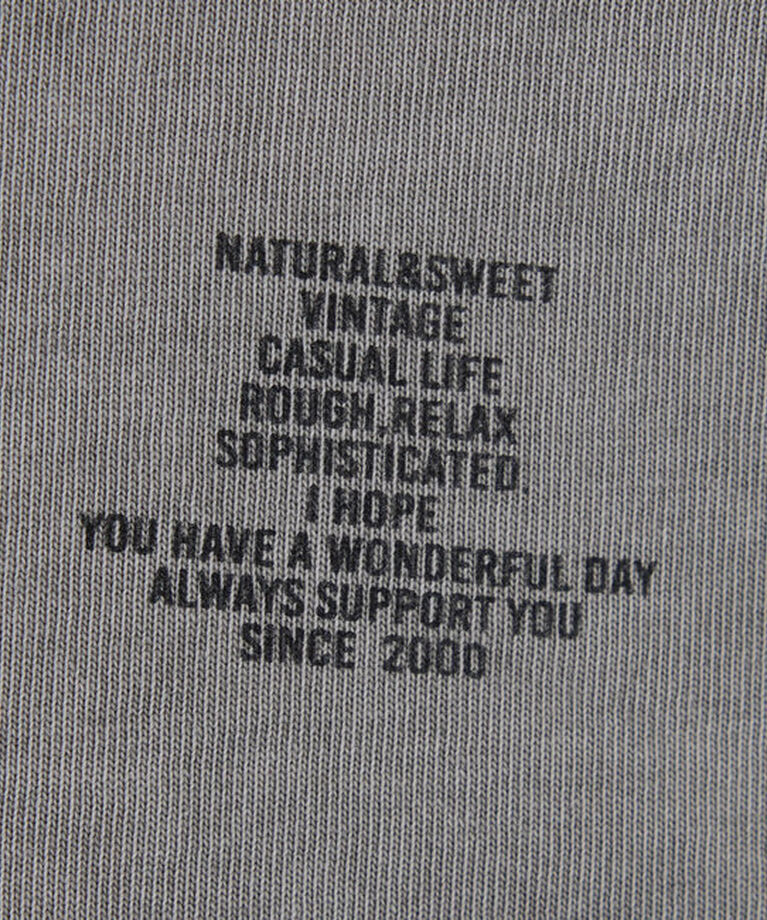 NATURAL&SWEET
VINTAGE
CASUAL LIFE
ROUGH.RELAX
SOPHISTICATED.
I HOPE
YOU HAVE A WONDERFUL DAY
ALWAYS SUPPORT YOU
SINCE 2000